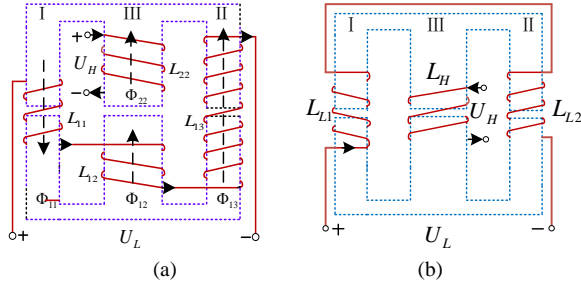 I III II
+ U_H −
L_22
Φ_22
L_11
L_13
L_12
Φ_11 Φ_12 Φ_13
+ U_L −
(a)
I III II
L_H
L_L1 U_H L_L2
+ U_L −
(b)